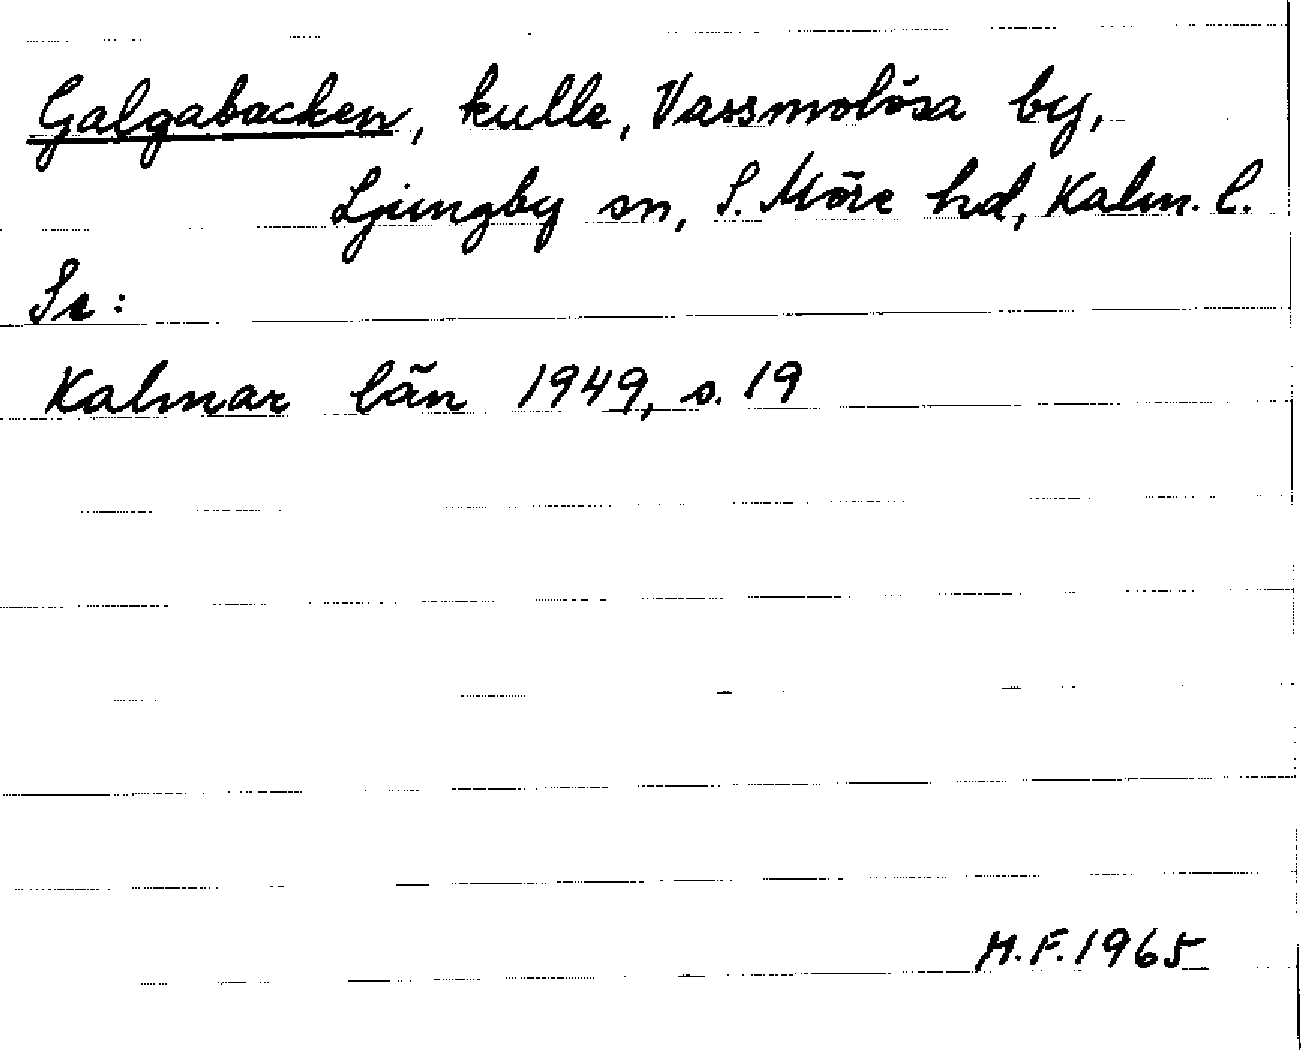 Galgabacken, kulle, Vassmolösa by,
Ljungby sn, S. Möre hd, Kalm. l.
Se:
Kalmar län 1949, s. 19
M.F. 1965